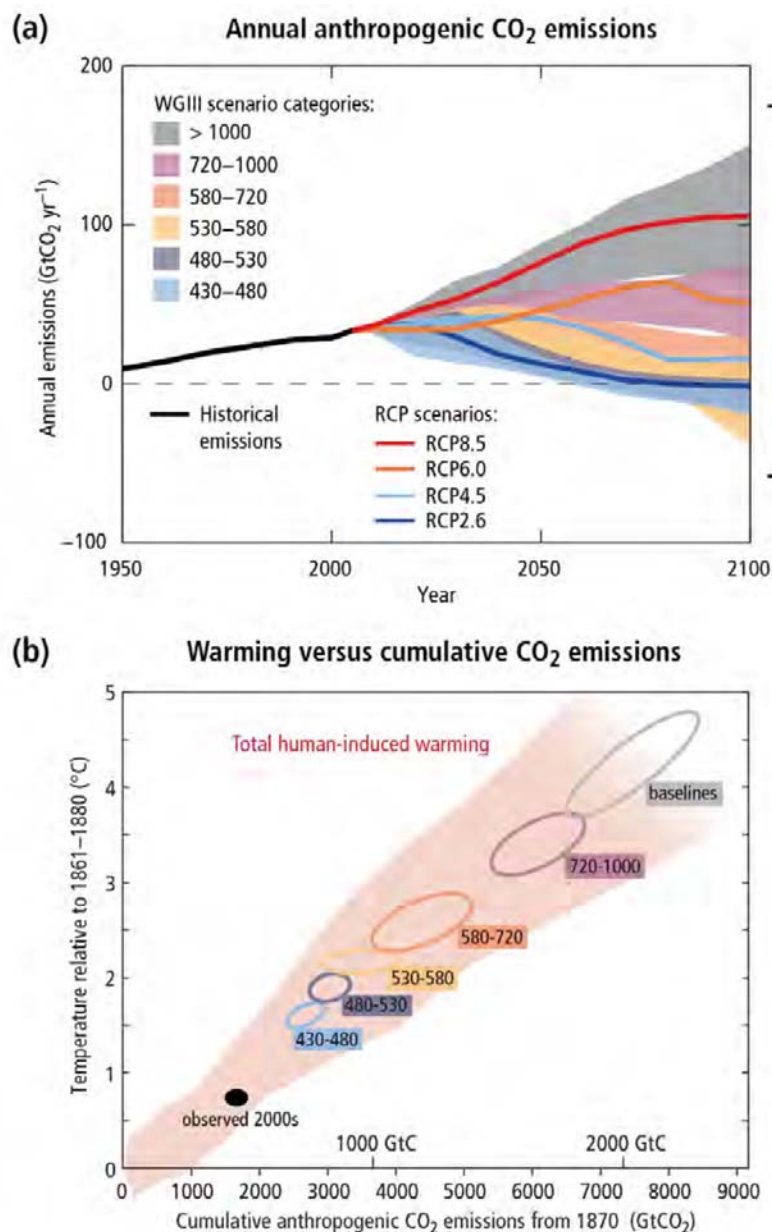 (a) Annual anthropogenic CO₂ emissions
200
WGIII scenario categories:
> 1000
720–1000
580–720
530–580
480–530
430–480
100
0
−100
Annual emissions (GtCO₂ yr⁻¹)
Historical
emissions
RCP scenarios:
RCP8.5
RCP6.0
RCP4.5
RCP2.6
1950 2000 2050 2100
Year
(b) Warming versus cumulative CO₂ emissions
5
4
3
2
1
0
Temperature relative to 1861–1880 (°C)
Total human-induced warming
baselines
720-1000
580-720
530-580
480-530
430-480
observed 2000s
1000 GtC 2000 GtC
0 1000 2000 3000 4000 5000 6000 7000 8000 9000
Cumulative anthropogenic CO₂ emissions from 1870 (GtCO₂)